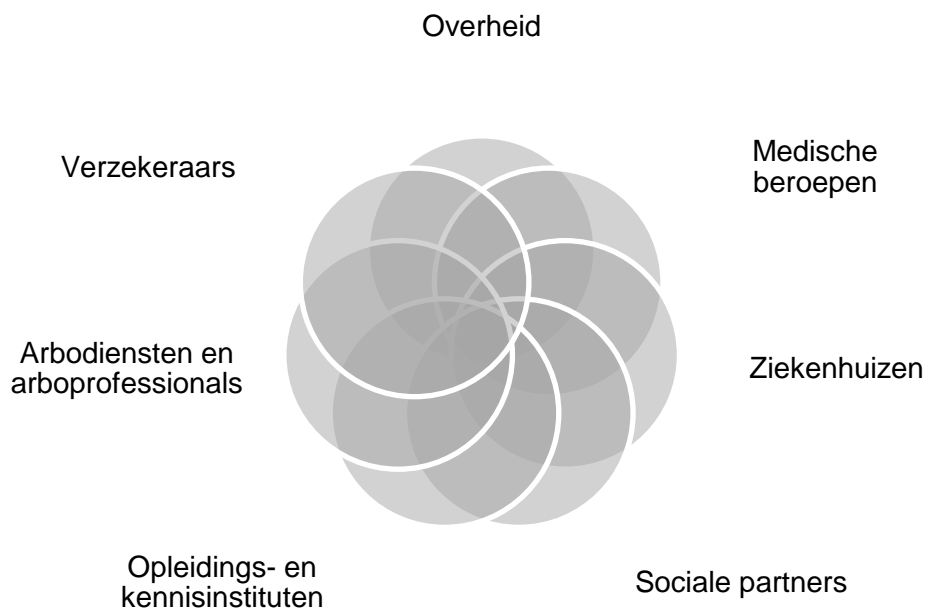 Overheid
Verzekeraars
Medische
beroepen
Arbodiensten en
arboprofessionals
Ziekenhuizen
Opleidings- en
kennisinstituten
Sociale partners